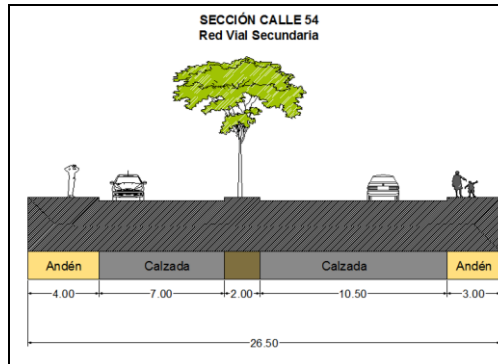 SECCIÓN CALLE 54
Red Vial Secundaria
Andén Calzada Calzada Andén
4.00 7.00 2.00 10.50 3.00
26.50